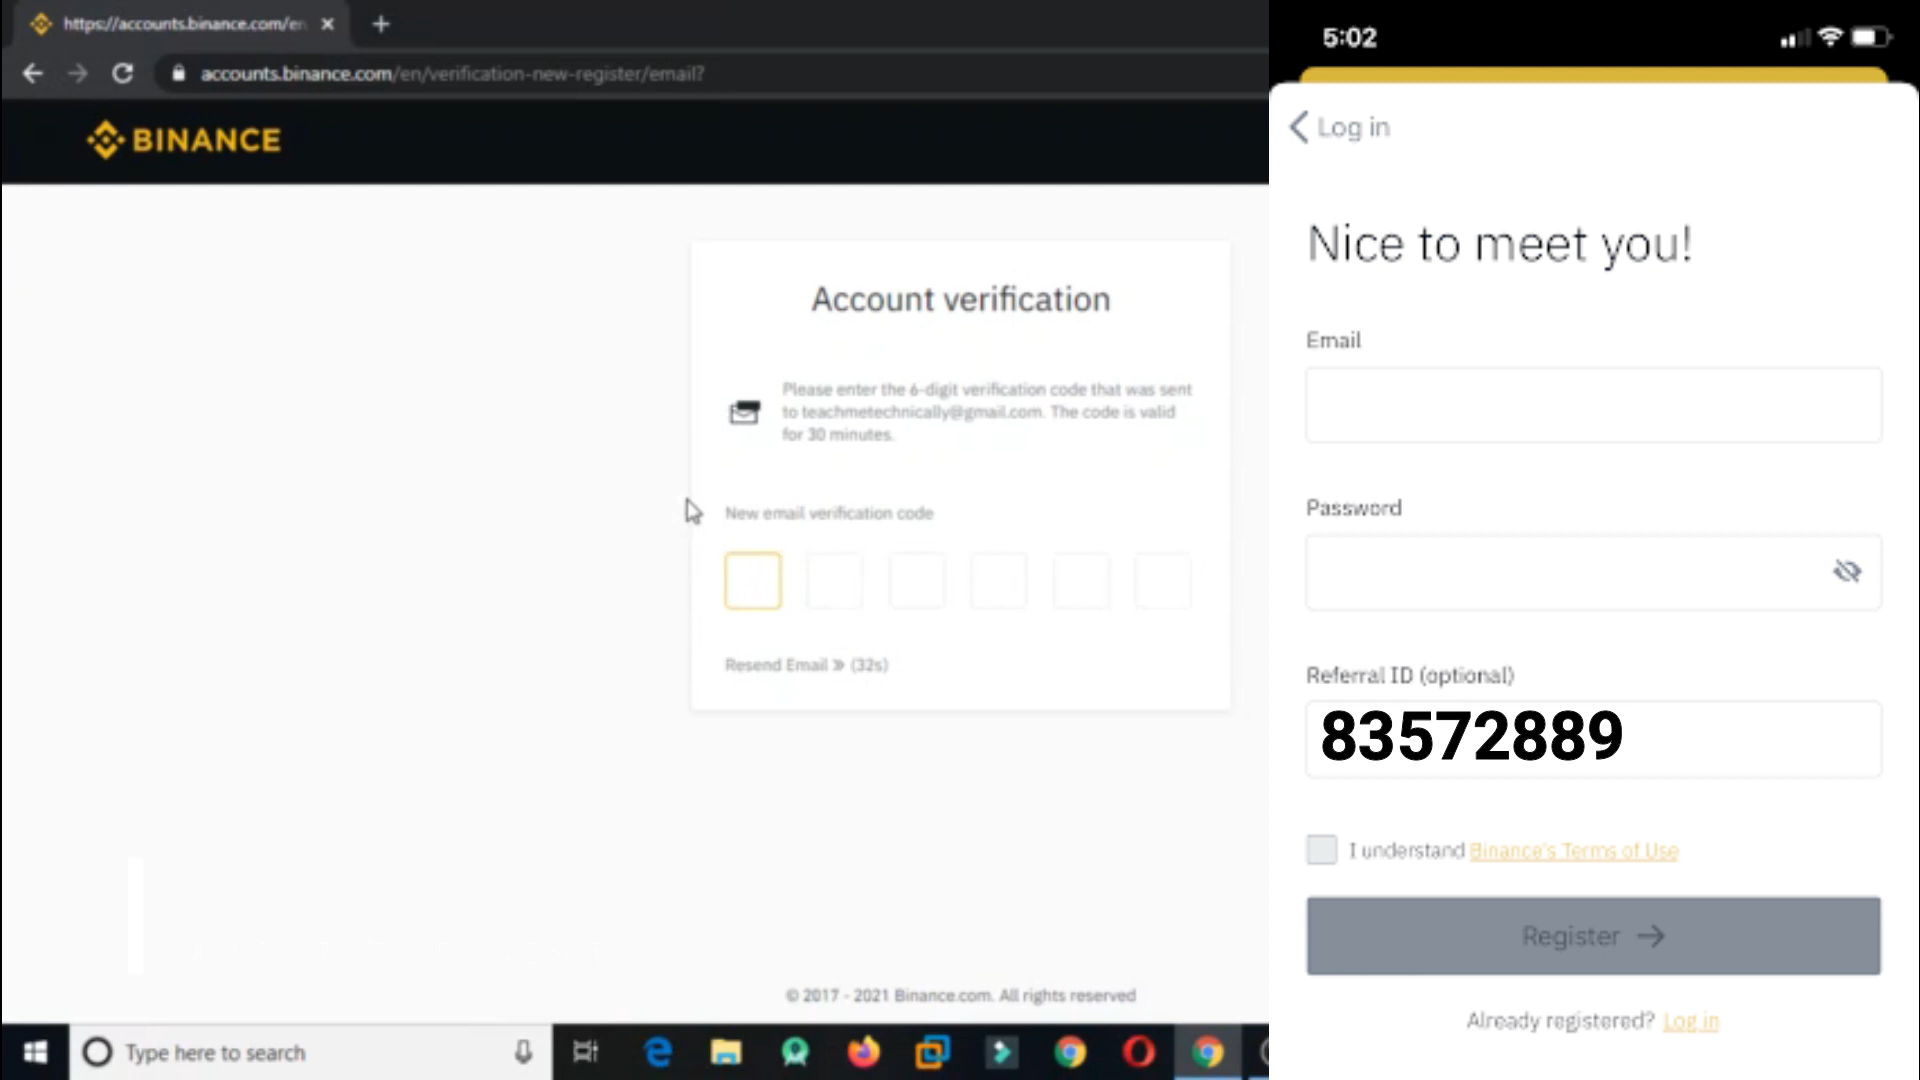 https://accounts.binance.com/en
accounts.binance.com/en/verification-new-register/email?
BINANCE
Account verification
Please enter the 6-digit verification code that was sent
to teachmetechnically@gmail.com. The code is valid
for 30 minutes.
New email verification code
Resend Email » (32s)
© 2017 - 2021 Binance.com. All rights reserved
Type here to search
5:02
Log in
Nice to meet you!
Email
Password
Referral ID (optional)
83572889
I understand Binance's Terms of Use
Register →
Already registered? Log in